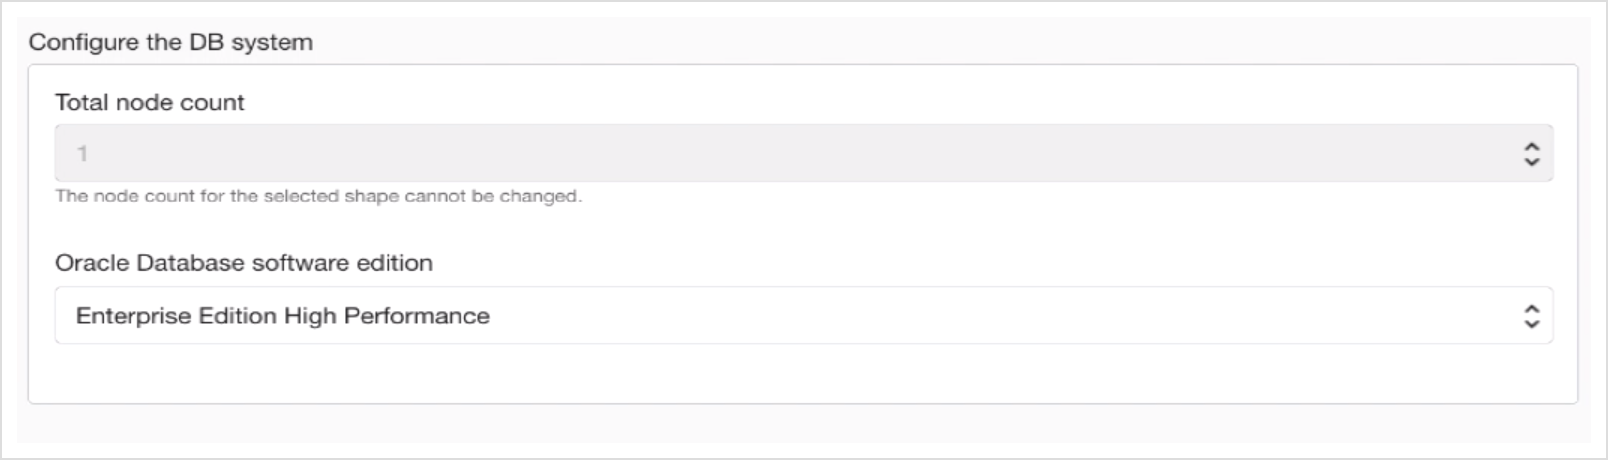 Configure the DB system
Total node count
1
The node count for the selected shape cannot be changed.
Oracle Database software edition
Enterprise Edition High Performance